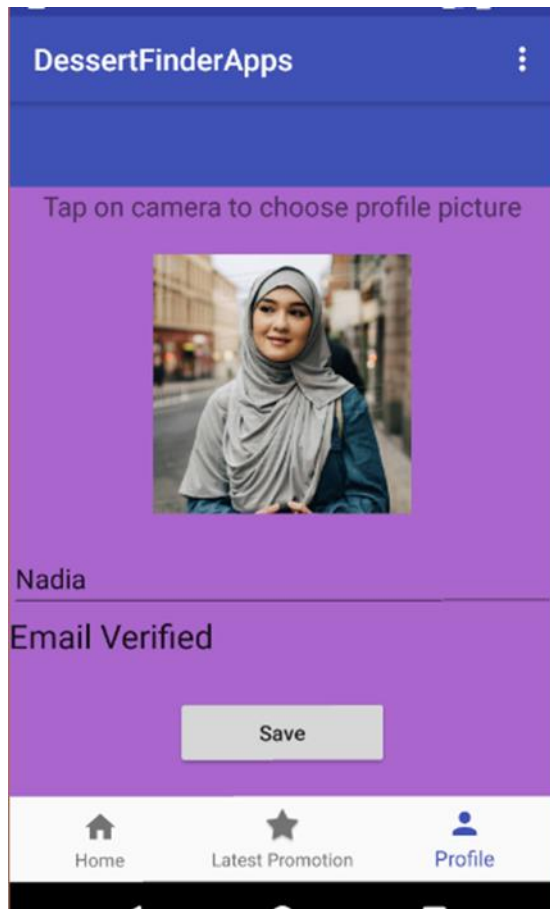 DessertFinderApps
Tap on camera to choose profile picture
Nadia
Email Verified
Save
Home
Latest Promotion
Profile